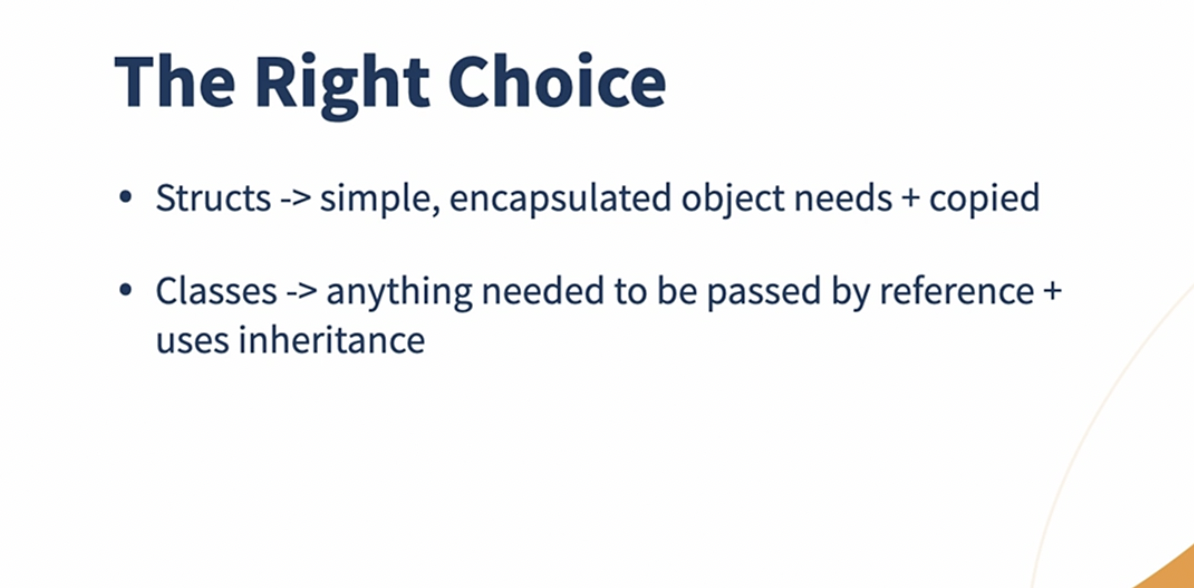 The Right Choice
• Structs -> simple, encapsulated object needs + copied
• Classes -> anything needed to be passed by reference +
uses inheritance